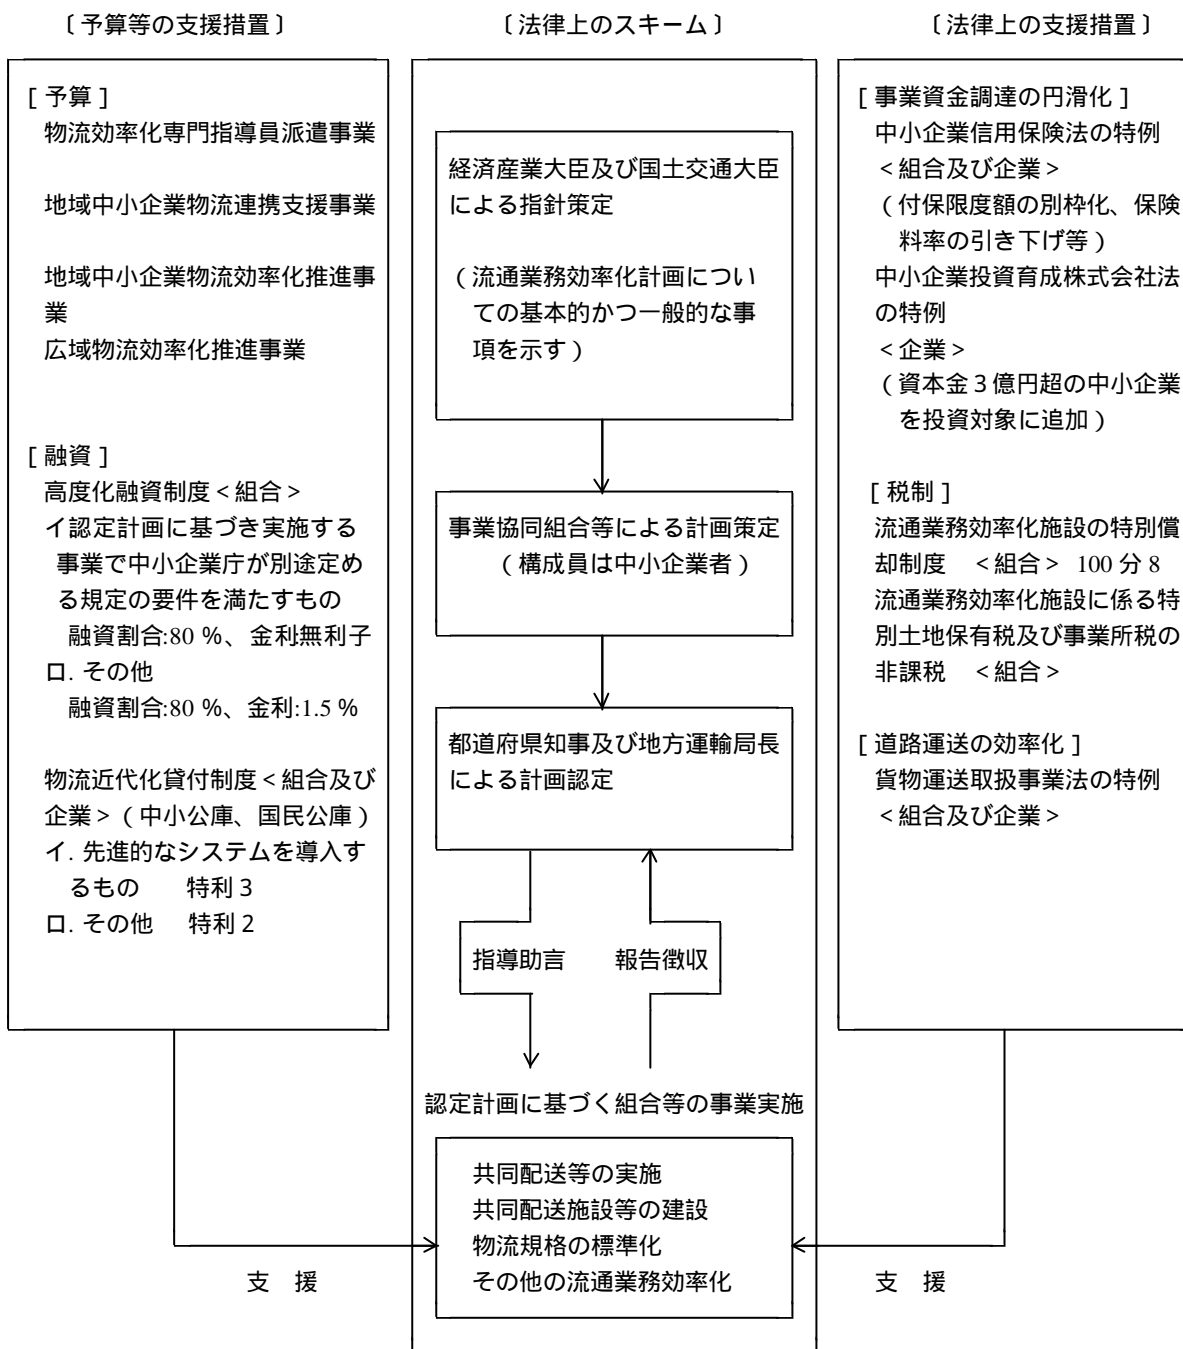 〔予算等の支援措置〕
[予算]
物流効率化専門指導員派遣事業
地域中小企業物流連携支援事業
地域中小企業物流効率化推進事
業
広域物流効率化推進事業
[融資]
高度化融資制度<組合>
イ認定計画に基づき実施する
事業で中小企業庁が別途定め
る規定の要件を満たすもの
融資割合:80%、金利無利子
ロ.その他
融資割合:80%、金利:1.5%
物流近代化貸付制度<組合及び
企業>(中小公庫、国民公庫)
イ.先進的なシステムを導入す
るもの 特利3
ロ.その他 特利2
支 援
〔法律上のスキーム〕
経済産業大臣及び国土交通大臣
による指針策定
(流通業務効率化計画につい
ての基本的かつ一般的な事
項を示す)
事業協同組合等による計画策定
(構成員は中小企業者)
都道府県知事及び地方運輸局長
による計画認定
指導助言 報告徴収
認定計画に基づく組合等の事業実施
共同配送等の実施
共同配送施設等の建設
物流規格の標準化
その他の流通業務効率化
〔法律上の支援措置〕
[事業資金調達の円滑化]
中小企業信用保険法の特例
<組合及び企業>
(付保限度額の別枠化、保険
料率の引き下げ等)
中小企業投資育成株式会社法
の特例
<企業>
(資本金3億円超の中小企業
を投資対象に追加)
[税制]
流通業務効率化施設の特別償
却制度 <組合> 100分8
流通業務効率化施設に係る特
別土地保有税及び事業所税の
非課税 <組合>
[道路運送の効率化]
貨物運送取扱事業法の特例
<組合及び企業>
支 援